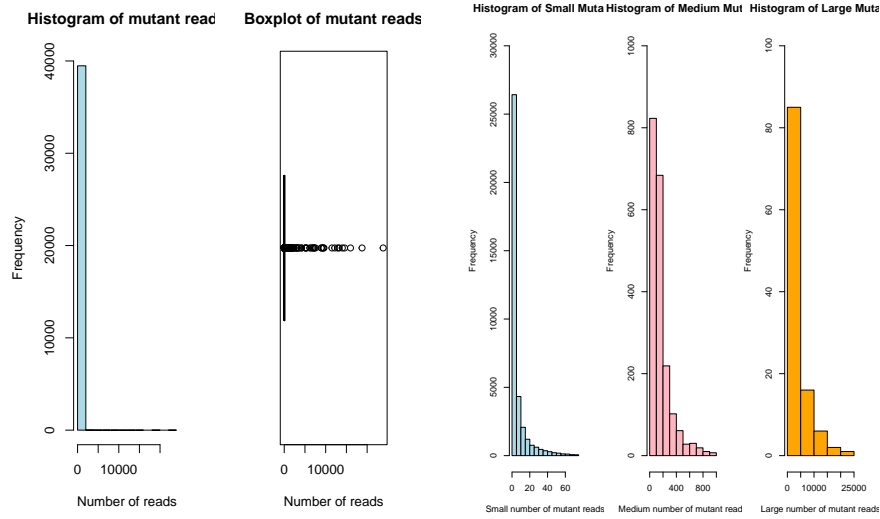 Histogram of mutant read
Frequency
0
10000
20000
30000
40000
0
10000
Number of reads
Boxplot of mutant reads
0
10000
Number of reads
Histogram of Small Muta
Frequency
0
5000
10000
15000
20000
25000
30000
0
20
40
60
Small number of mutant reads
Histogram of Medium Mut
Frequency
0
200
400
600
800
1000
0
400
800
Medium number of mutant read
Histogram of Large Muta
Frequency
0
20
40
60
80
100
0
10000
25000
Large number of mutant reads